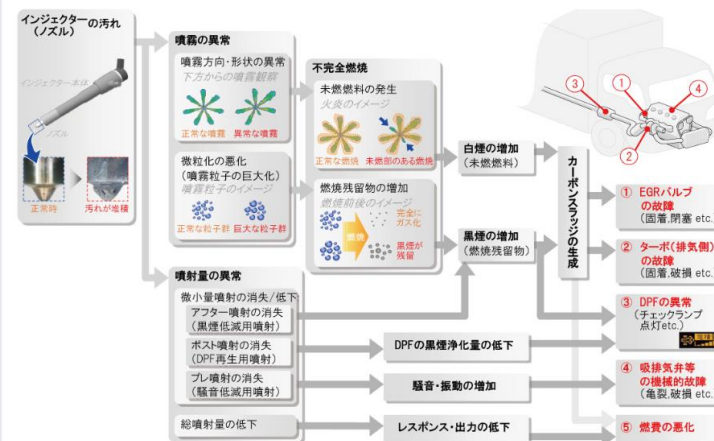 インジェクターの汚れ
(ノズル)
インジェクター本体
ノズル
正常時
汚れが堆積
噴霧の異常
噴霧方向・形状の異常
下方からの噴霧観察
正常な噴霧 異常な噴霧
微粒化の悪化
(噴霧粒子の巨大化)
噴霧粒子のイメージ
正常な粒子群 巨大な粒子群
噴射量の異常
微小量噴射の消失/低下
アフター噴射の消失
(黒煙低減用噴射)
ポスト噴射の消失
(DPF再生用噴射)
プレ噴射の消失
(騒音低減用噴射)
総噴射量の低下
不完全燃焼
未燃燃料の発生
火炎のイメージ
正常な燃焼 未燃部のある燃焼
燃焼残留物の増加
燃焼前後のイメージ
燃焼
完全に
ガス化
黒煙が
残留
白煙の増加
(未燃燃料)
黒煙の増加
(燃焼残留物)
DPFの黒煙浄化量の低下
騒音・振動の増加
レスポンス・出力の低下
カーボンスラッジの生成
③
①
④
②
① EGRバルブ
の故障
(固着,閉塞 etc.
② ターボ(排気側)
の故障
(固着,破損 etc.
③ DPFの異常
(チェックランプ
点灯etc.)
④ 吸排気弁等
の機械的故障
(亀裂,破損 etc.
⑤ 燃費の悪化